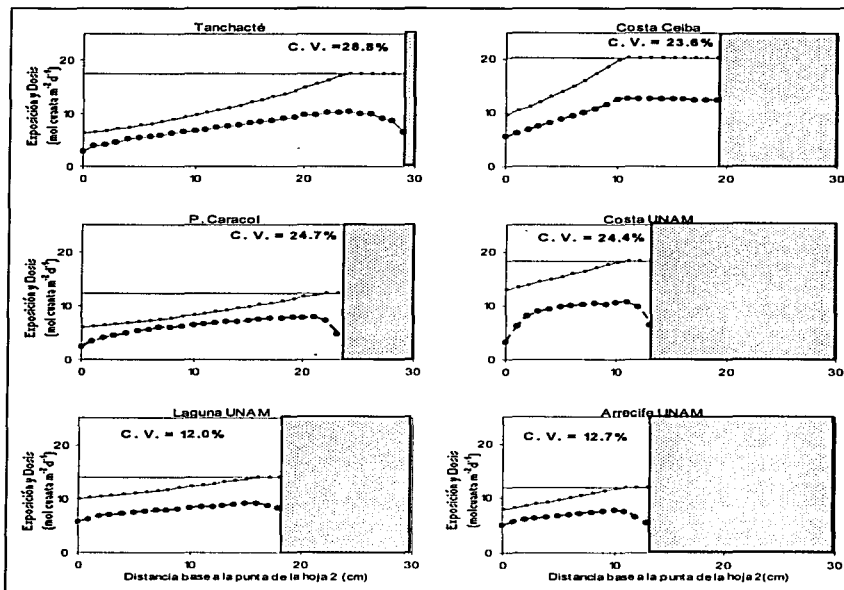 Tanchacté
C. V. = 28.8%
Exposición y Dosis
(mol cuanta m⁻² d⁻¹)
20
10
0
0 10 20 30
Costa Ceiba
C. V. = 23.6%
20
10
0
0 10 20 30
P. Caracol
C. V. = 24.7%
Exposición y Dosis
(mol cuanta m⁻² d⁻¹)
20
10
0
0 10 20 30
Costa UNAM
C. V. = 24.4%
20
10
0
0 10 20 30
Laguna UNAM
C. V. = 12.0%
Exposición y Dosis
(mol cuanta m⁻² d⁻¹)
20
10
0
0 10 20 30
Distancia base a la punta de la hoja 2 (cm)
Arrecife UNAM
C. V. = 12.7%
Exposición y Dosis
(mol cuanta m⁻² d⁻¹)
20
10
0
0 10 20 30
Distancia base a la punta de la hoja 2(cm)